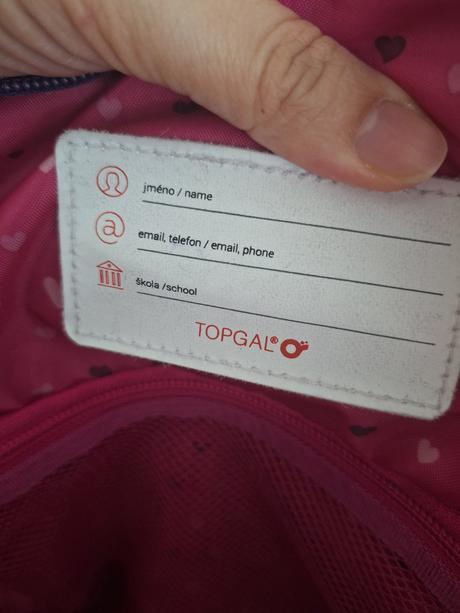 jméno / name
@
email, telefon / email, phone
škola /school
TOPGAL®